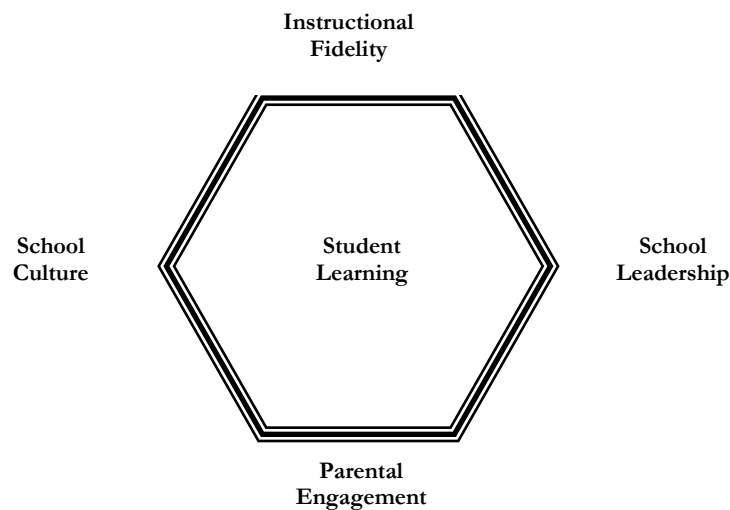 Instructional
Fidelity
School
Culture
Student
Learning
School
Leadership
Parental
Engagement